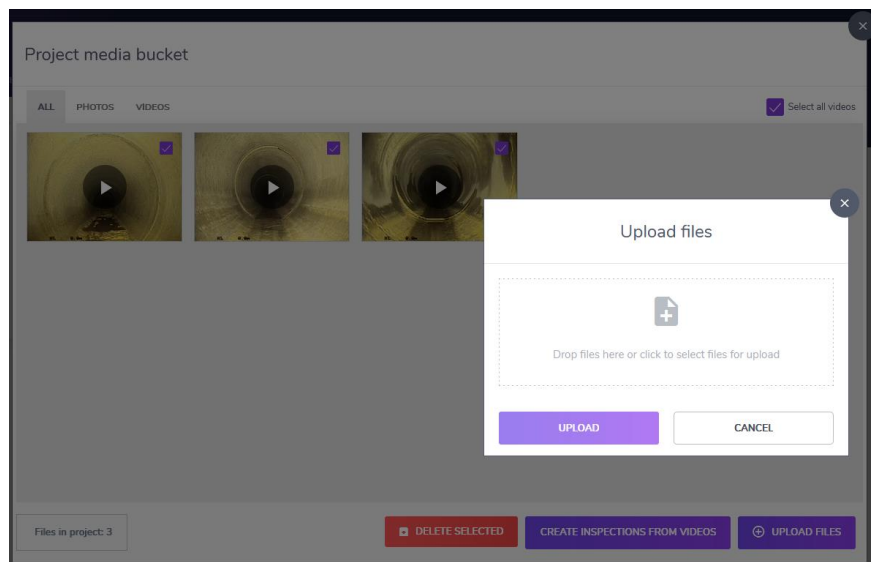 Project media bucket
ALL PHOTOS VIDEOS
Select all videos
Upload files
Drop files here or click to select files for upload
UPLOAD CANCEL
Files in project: 3
DELETE SELECTED CREATE INSPECTIONS FROM VIDEOS UPLOAD FILES